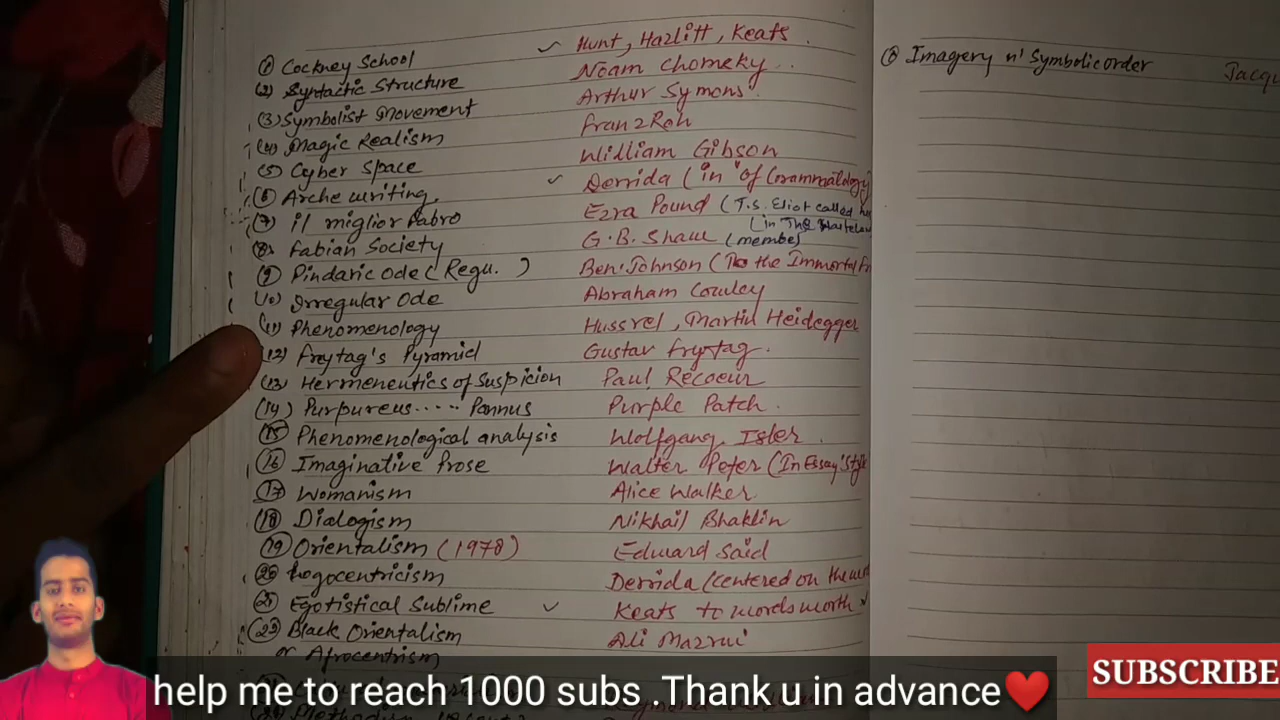 (1) Cockney School ✓ Hunt, Hazlitt, Keats.
(2) Syntactic Structure Noam Chomsky..
(3) Symbolist Movement Arthur Symons.
(4) Magic Realism Franz Roh
(5) Cyber Space William Gibson
(6) Arche writing. ✓ Derrida (in "of Grammatology
(7) il miglior Fabro Ezra Pound (T.S. Eliot called
(in The Wastelan
(8) Fabian Society G.B. Shaw (member)
(9) Pindaric Ode (Regu. ) Ben Johnson (To the Immortal
(10) Irregular Ode Abraham Cowley
(11) Phenomenology Hussrel, Martin Heidegger
(12) Freytag's Pyramid Gustav Frytag.
(13) Hermeneutics of Suspicion Paul Recoeur
(14) Purpureus..... Pannus Purple Patch.
(15) Phenomenological analysis Wolfgang Iser.
(16) Imaginative Prose Walter Peter (In Essay 'Style
(17) Womanism Alice Walker
(18) Dialogism Nikhail Bhaktin
(19) Orientalism (1978) Edward Said
(20) Logocentricism Derrida (centered on the
(21) Egotistical Sublime ✓ Keats to Wordsworth
(22) Black Orientalism Ali Mazrui
or Afrocentrism
Imagery n' Symbolic order Jacqu
help me to reach 1000 subs .Thank u in advance❤️
SUBSCRIBE